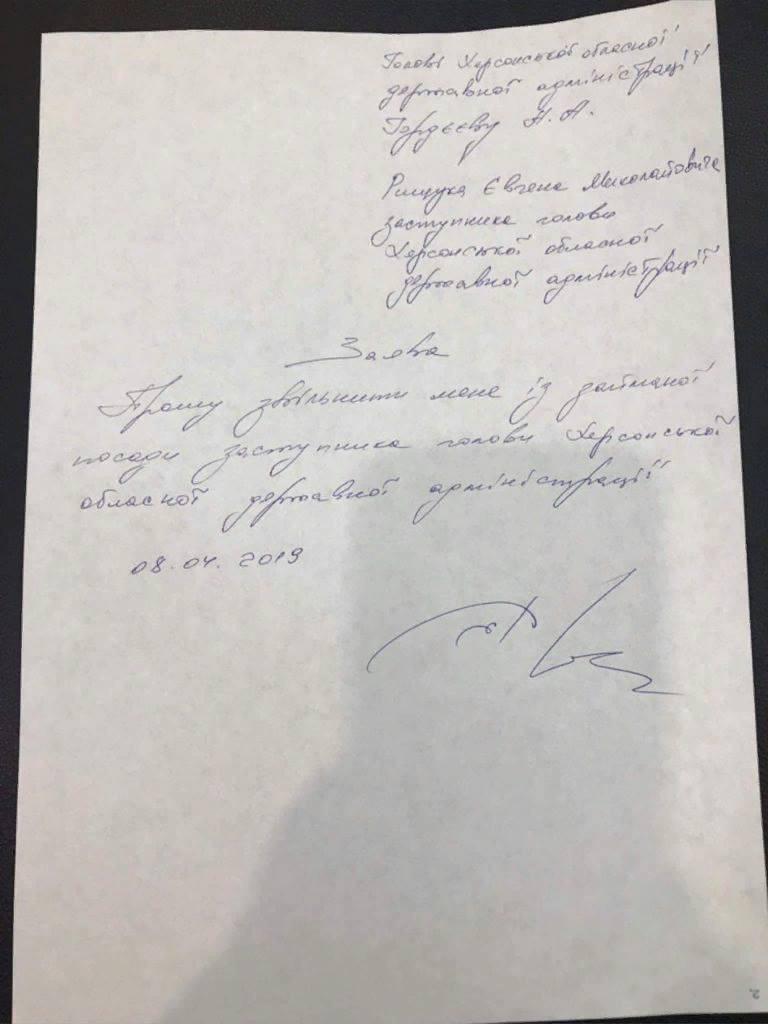 Голові Херсонської обласної
державної адміністрації
Гордєєву А. А.
Рищука Євгена Миколайовича
заступника голови
Херсонської обласної
державної адміністрації
Заява
Прошу звільнити мене із займаної
посади заступника голови Херсонської
обласної державної адміністрації
08.04.2019